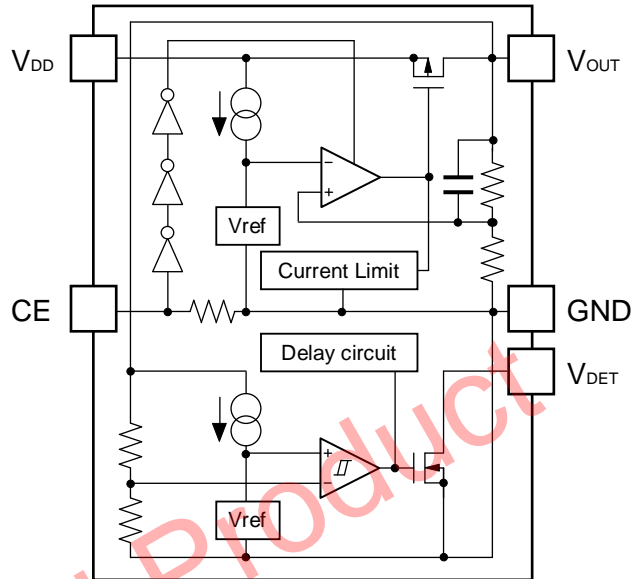 VDD
VOUT
Vref
Current Limit
CE
GND
Delay circuit
VDET
Vref
Product